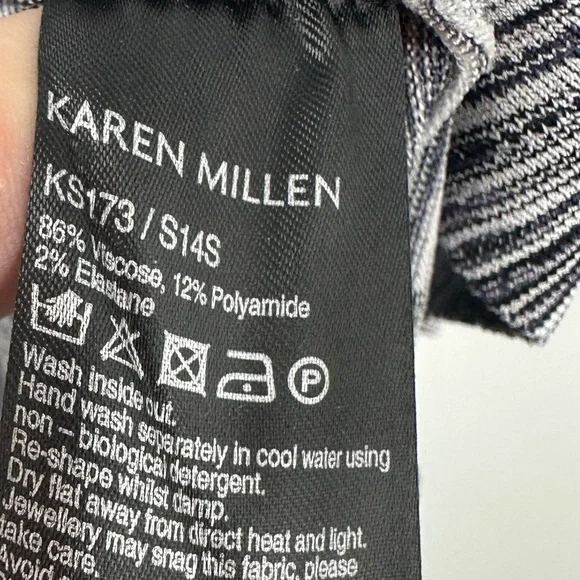 KAREN MILLEN
KS173 / S14S
86% Viscose, 12% Polyamide
2% Elastane
P
Wash inside out.
Hand wash separately in cool water using
non – biological detergent.
Re-shape whilst damp.
Dry flat away from direct heat and light.
Jewellery may snag this fabric, please
take care.
Avoid